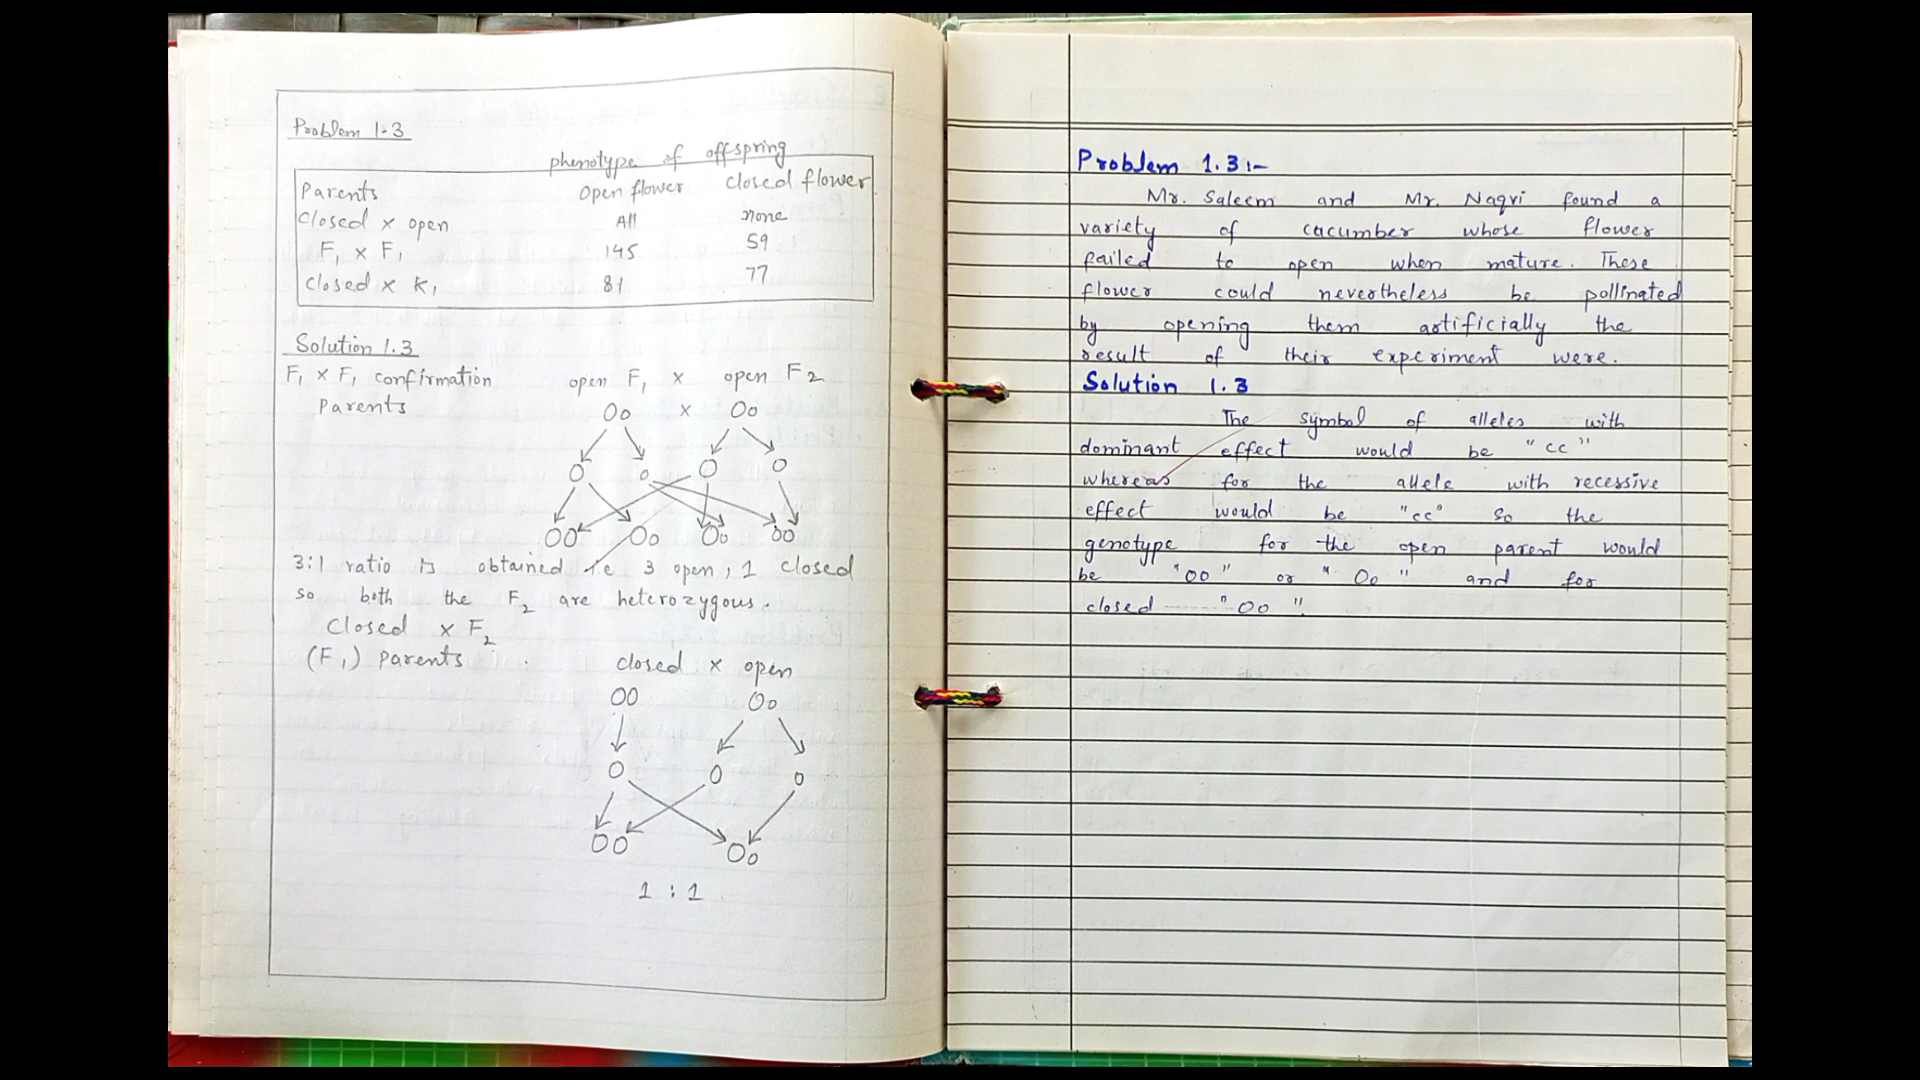 Problem 1-3
phenotype of offspring
Parents Open flower closed flower
Closed x open All none
F1 x F1 145 59
Closed x K1 81 77
Solution 1.3
F1 x F1 confirmation open F1 x open F2
Parents Oo x Oo
O o O o
OO Oo Oo oo
3:1 ratio is obtained i.e 3 open, 1 closed
so both the F2 are heterozygous.
Closed x F2
(F1) Parents closed x open
OO Oo
O O o
OO Oo
1 : 1
Problem 1.3:-
Mr. Saleem and Mr. Naqvi found a
variety of cucumber whose flower
failed to open when mature. These
flower could nevertheless be pollinated
by opening them artificially the
result of their experiment were.
Solution 1.3
The symbol of alleles with
dominant effect would be "cc"
whereas for the allele with recessive
effect would be "cc" so the
genotype for the open parent would
be "OO" or "Oo" and for
closed "Oo".